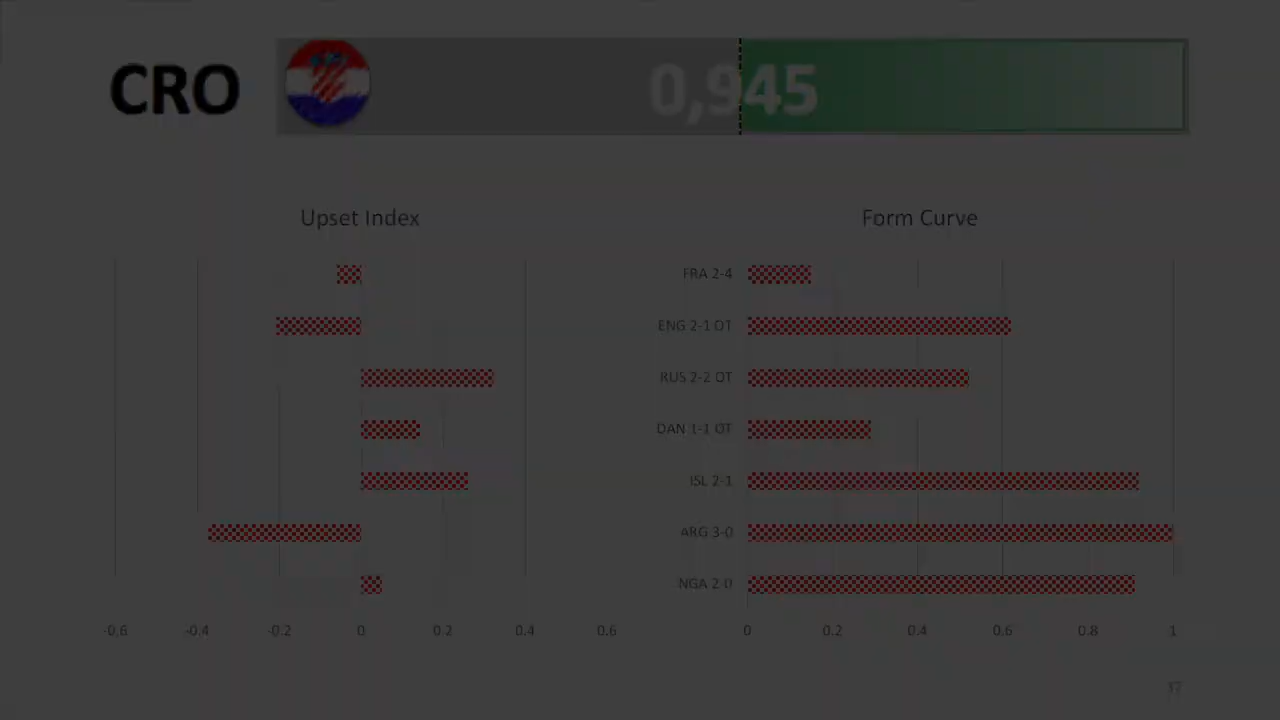 CRO 0,945
Upset Index
Form Curve
FRA 2-4
ENG 2-1 OT
RUS 2-2 OT
DAN 1-1 OT
ISL 2-1
ARG 3-0
NGA 2-0
-0,6 -0.4 -0.2 0 0.2 0.4 0.6
0 0.2 0.4 0.6 0.8 1
37